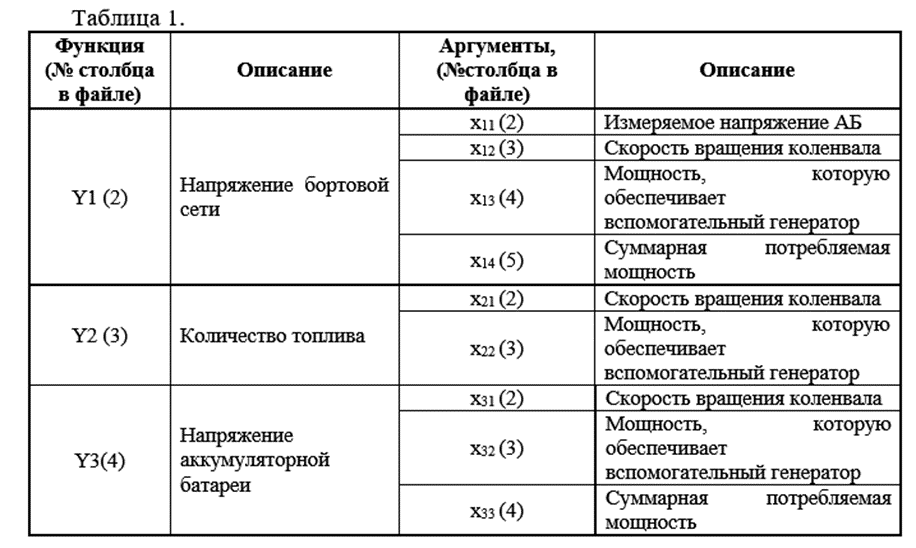 Таблица 1.
Функция
(№ столбца
в файле)
Описание
Аргументы,
(№столбца в
файле)
Описание
Y1 (2)
Напряжение бортовой
сети
x11 (2)
Измеряемое напряжение АБ
x12 (3)
Скорость вращения коленвала
x13 (4)
Мощность, которую
обеспечивает
вспомогательный генератор
x14 (5)
Суммарная потребляемая
мощность
Y2 (3)
Количество топлива
x21 (2)
Скорость вращения коленвала
x22 (3)
Мощность, которую
обеспечивает
вспомогательный генератор
Y3(4)
Напряжение
аккумуляторной
батареи
x31 (2)
Скорость вращения коленвала
x32 (3)
Мощность, которую
обеспечивает
вспомогательный генератор
x33 (4)
Суммарная потребляемая
мощность